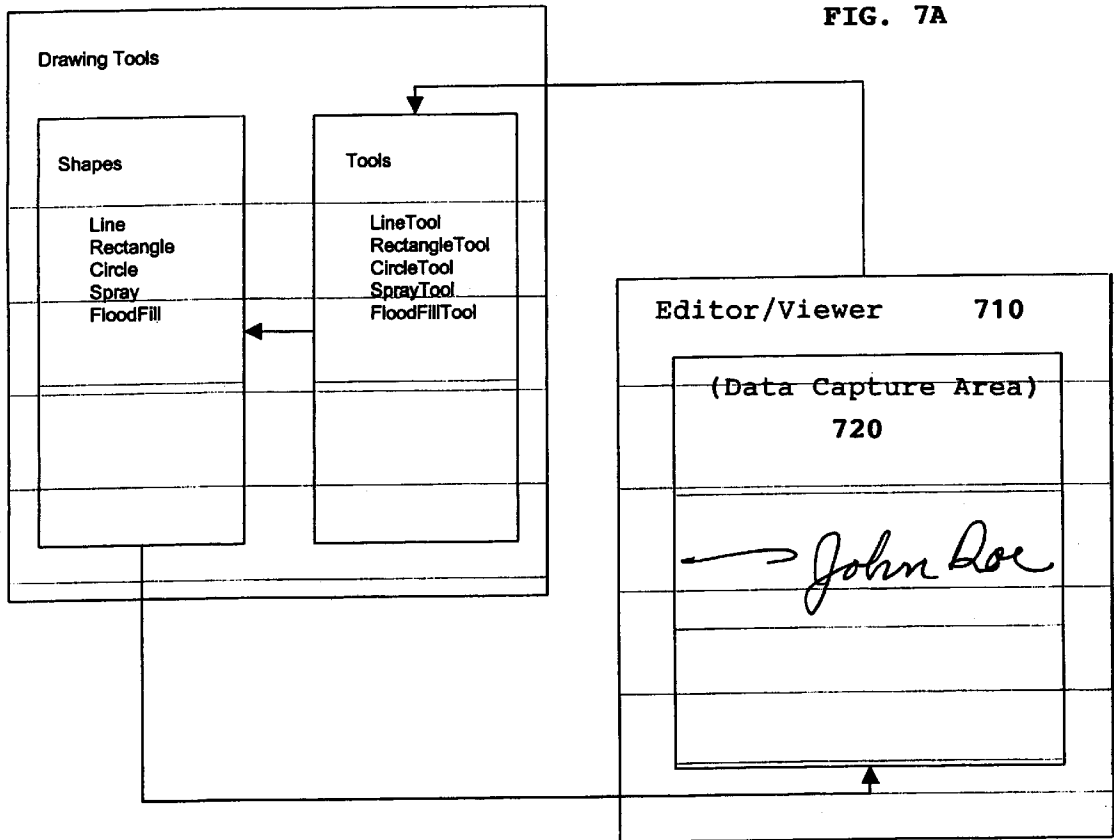 FIG. 7A
Drawing Tools
Shapes
Line
Rectangle
Circle
Spray
FloodFill
Tools
LineTool
RectangleTool
CircleTool
SprayTool
FloodFillTool
Editor/Viewer 710
(Data Capture Area)
720
John Doe